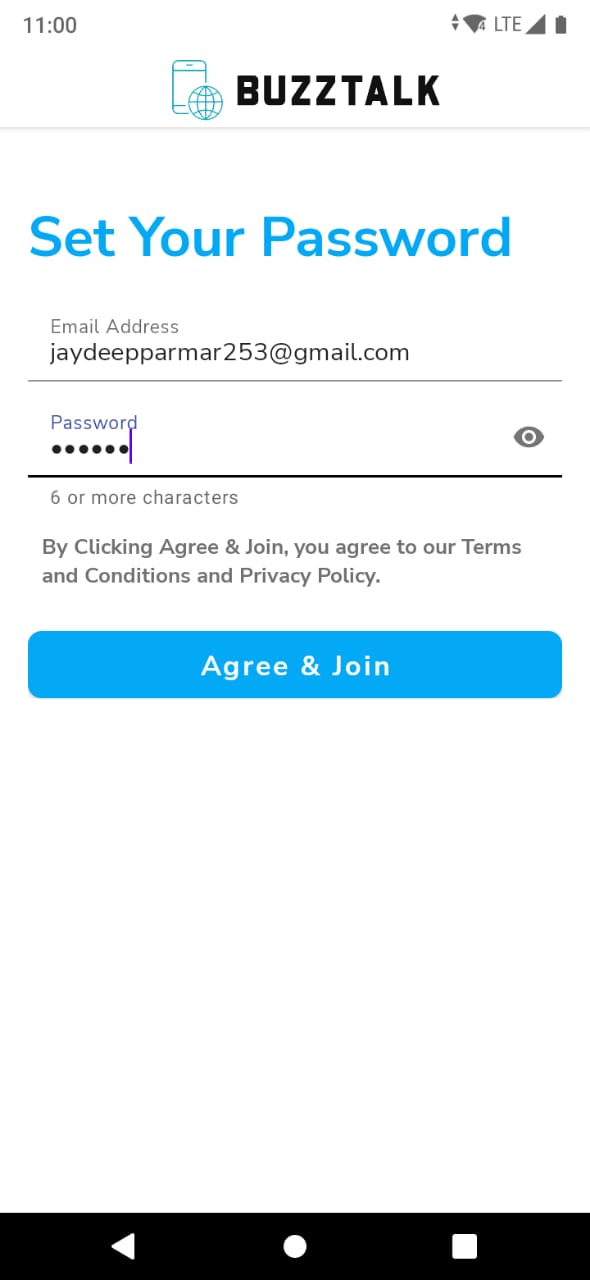 11:00
4 LTE
BUZZTALK
Set Your Password
Email Address
jaydeepparmar253@gmail.com
Password
••••••
6 or more characters
By Clicking Agree & Join, you agree to our Terms
and Conditions and Privacy Policy.
Agree & Join